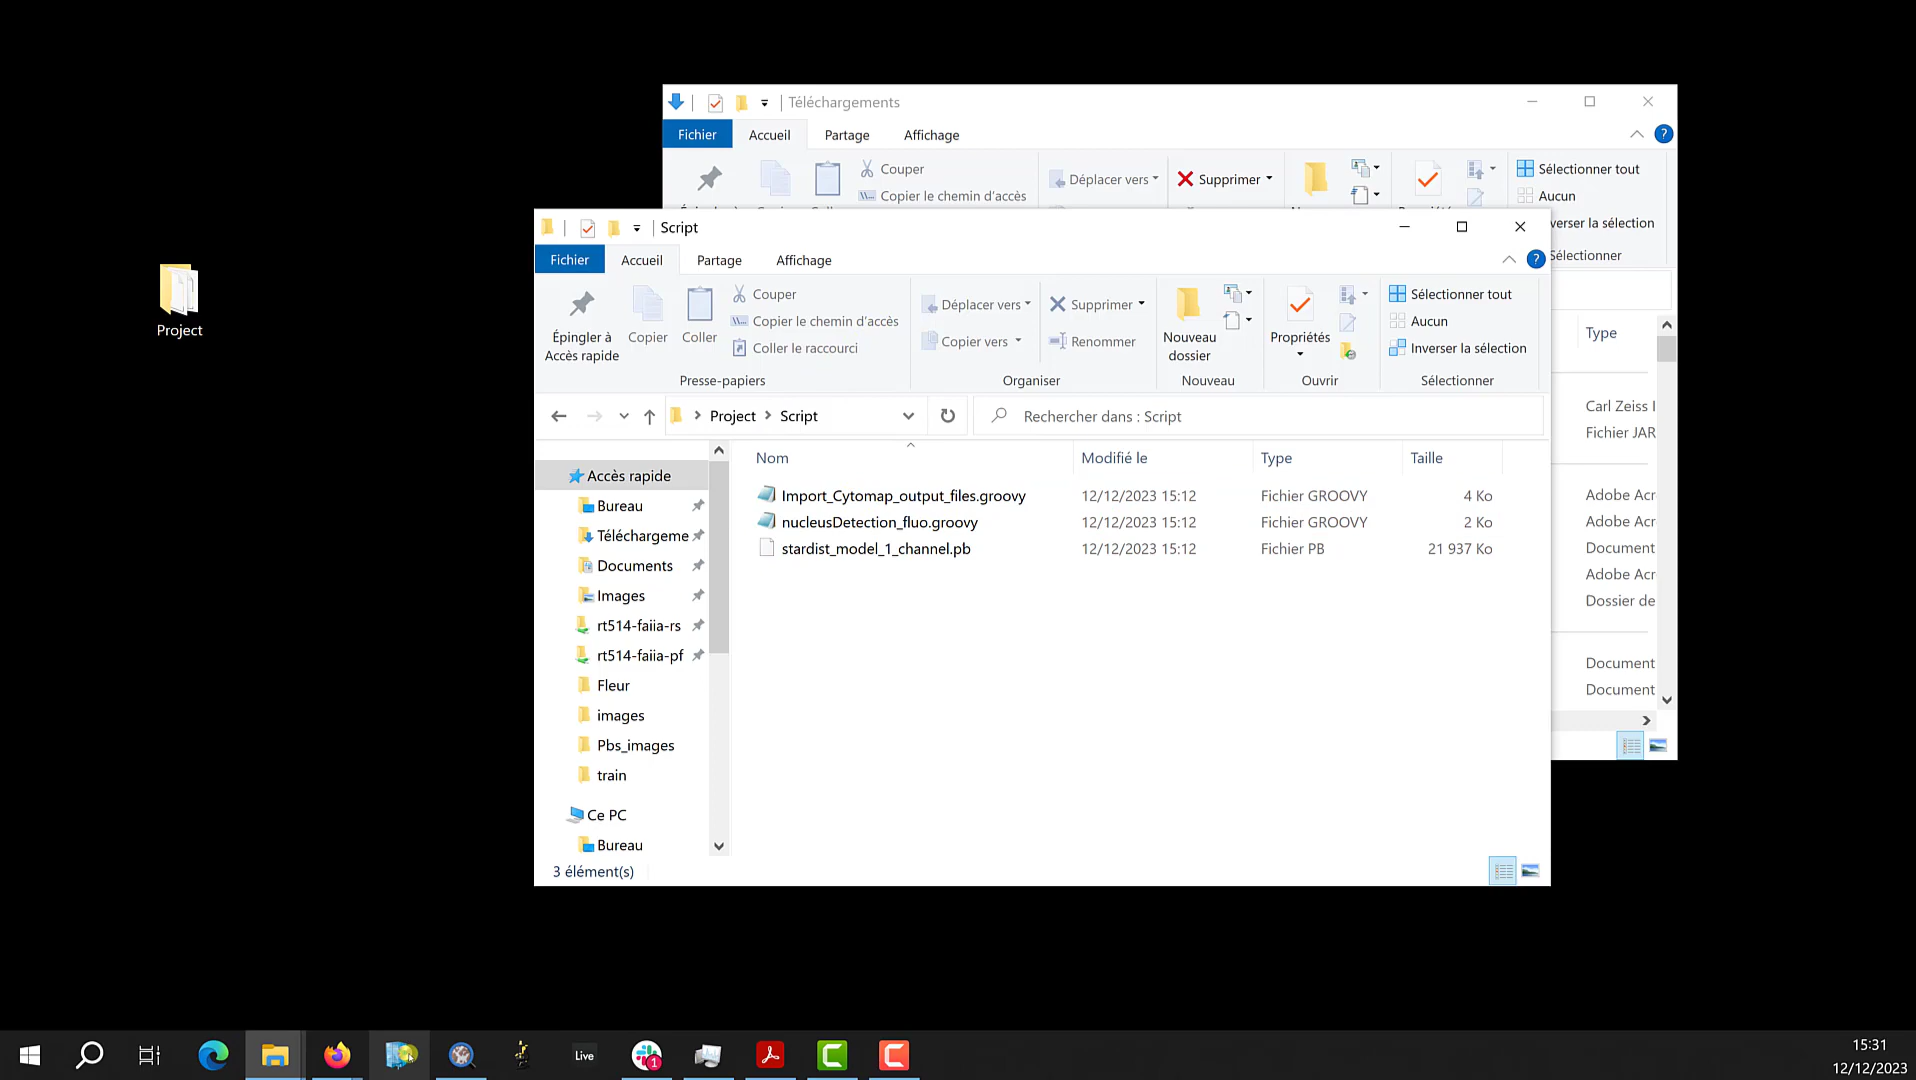 Project
Téléchargements
Fichier
Accueil
Partage
Affichage
?
Couper
Copier le chemin d'accès
Déplacer vers
Supprimer
Sélectionner tout
Aucun
verser la sélection
Sélectionner
Type
Carl Zeiss I
Fichier JAR
Adobe Acr
Adobe Acr
Document
Adobe Acr
Dossier de
Document
Document
Script
Fichier
Accueil
Partage
Affichage
?
Épingler à
Accès rapide
Copier
Coller
Couper
Copier le chemin d'accès
Coller le raccourci
Presse-papiers
Déplacer vers
Copier vers
Supprimer
Renommer
Organiser
Nouveau
dossier
Nouveau
Propriétés
Ouvrir
Sélectionner tout
Aucun
Inverser la sélection
Sélectionner
Project
Script
Rechercher dans : Script
Accès rapide
Bureau
Téléchargeme
Documents
Images
rt514-faiia-rs
rt514-faiia-pf
Fleur
images
Pbs_images
train
Ce PC
Bureau
Nom Modifié le Type Taille
Import_Cytomap_output_files.groovy 12/12/2023 15:12 Fichier GROOVY 4 Ko
nucleusDetection_fluo.groovy 12/12/2023 15:12 Fichier GROOVY 2 Ko
stardist_model_1_channel.pb 12/12/2023 15:12 Fichier PB 21 937 Ko
3 élément(s)
Live
1
15:31
12/12/2023